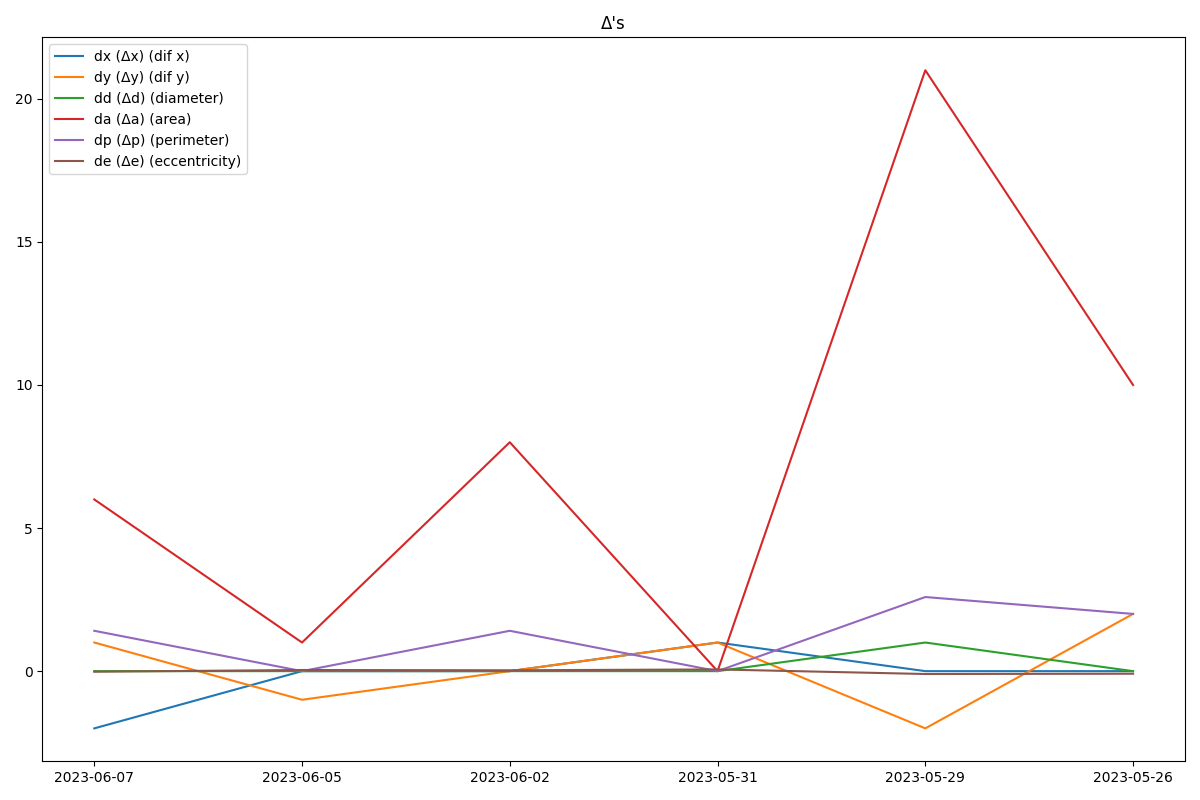 Δ's
dx (Δx) (dif x)
dy (Δy) (dif y)
dd (Δd) (diameter)
da (Δa) (area)
dp (Δp) (perimeter)
de (Δe) (eccentricity)
20
15
10
5
0
2023-06-07 2023-06-05 2023-06-02 2023-05-31 2023-05-29 2023-05-26